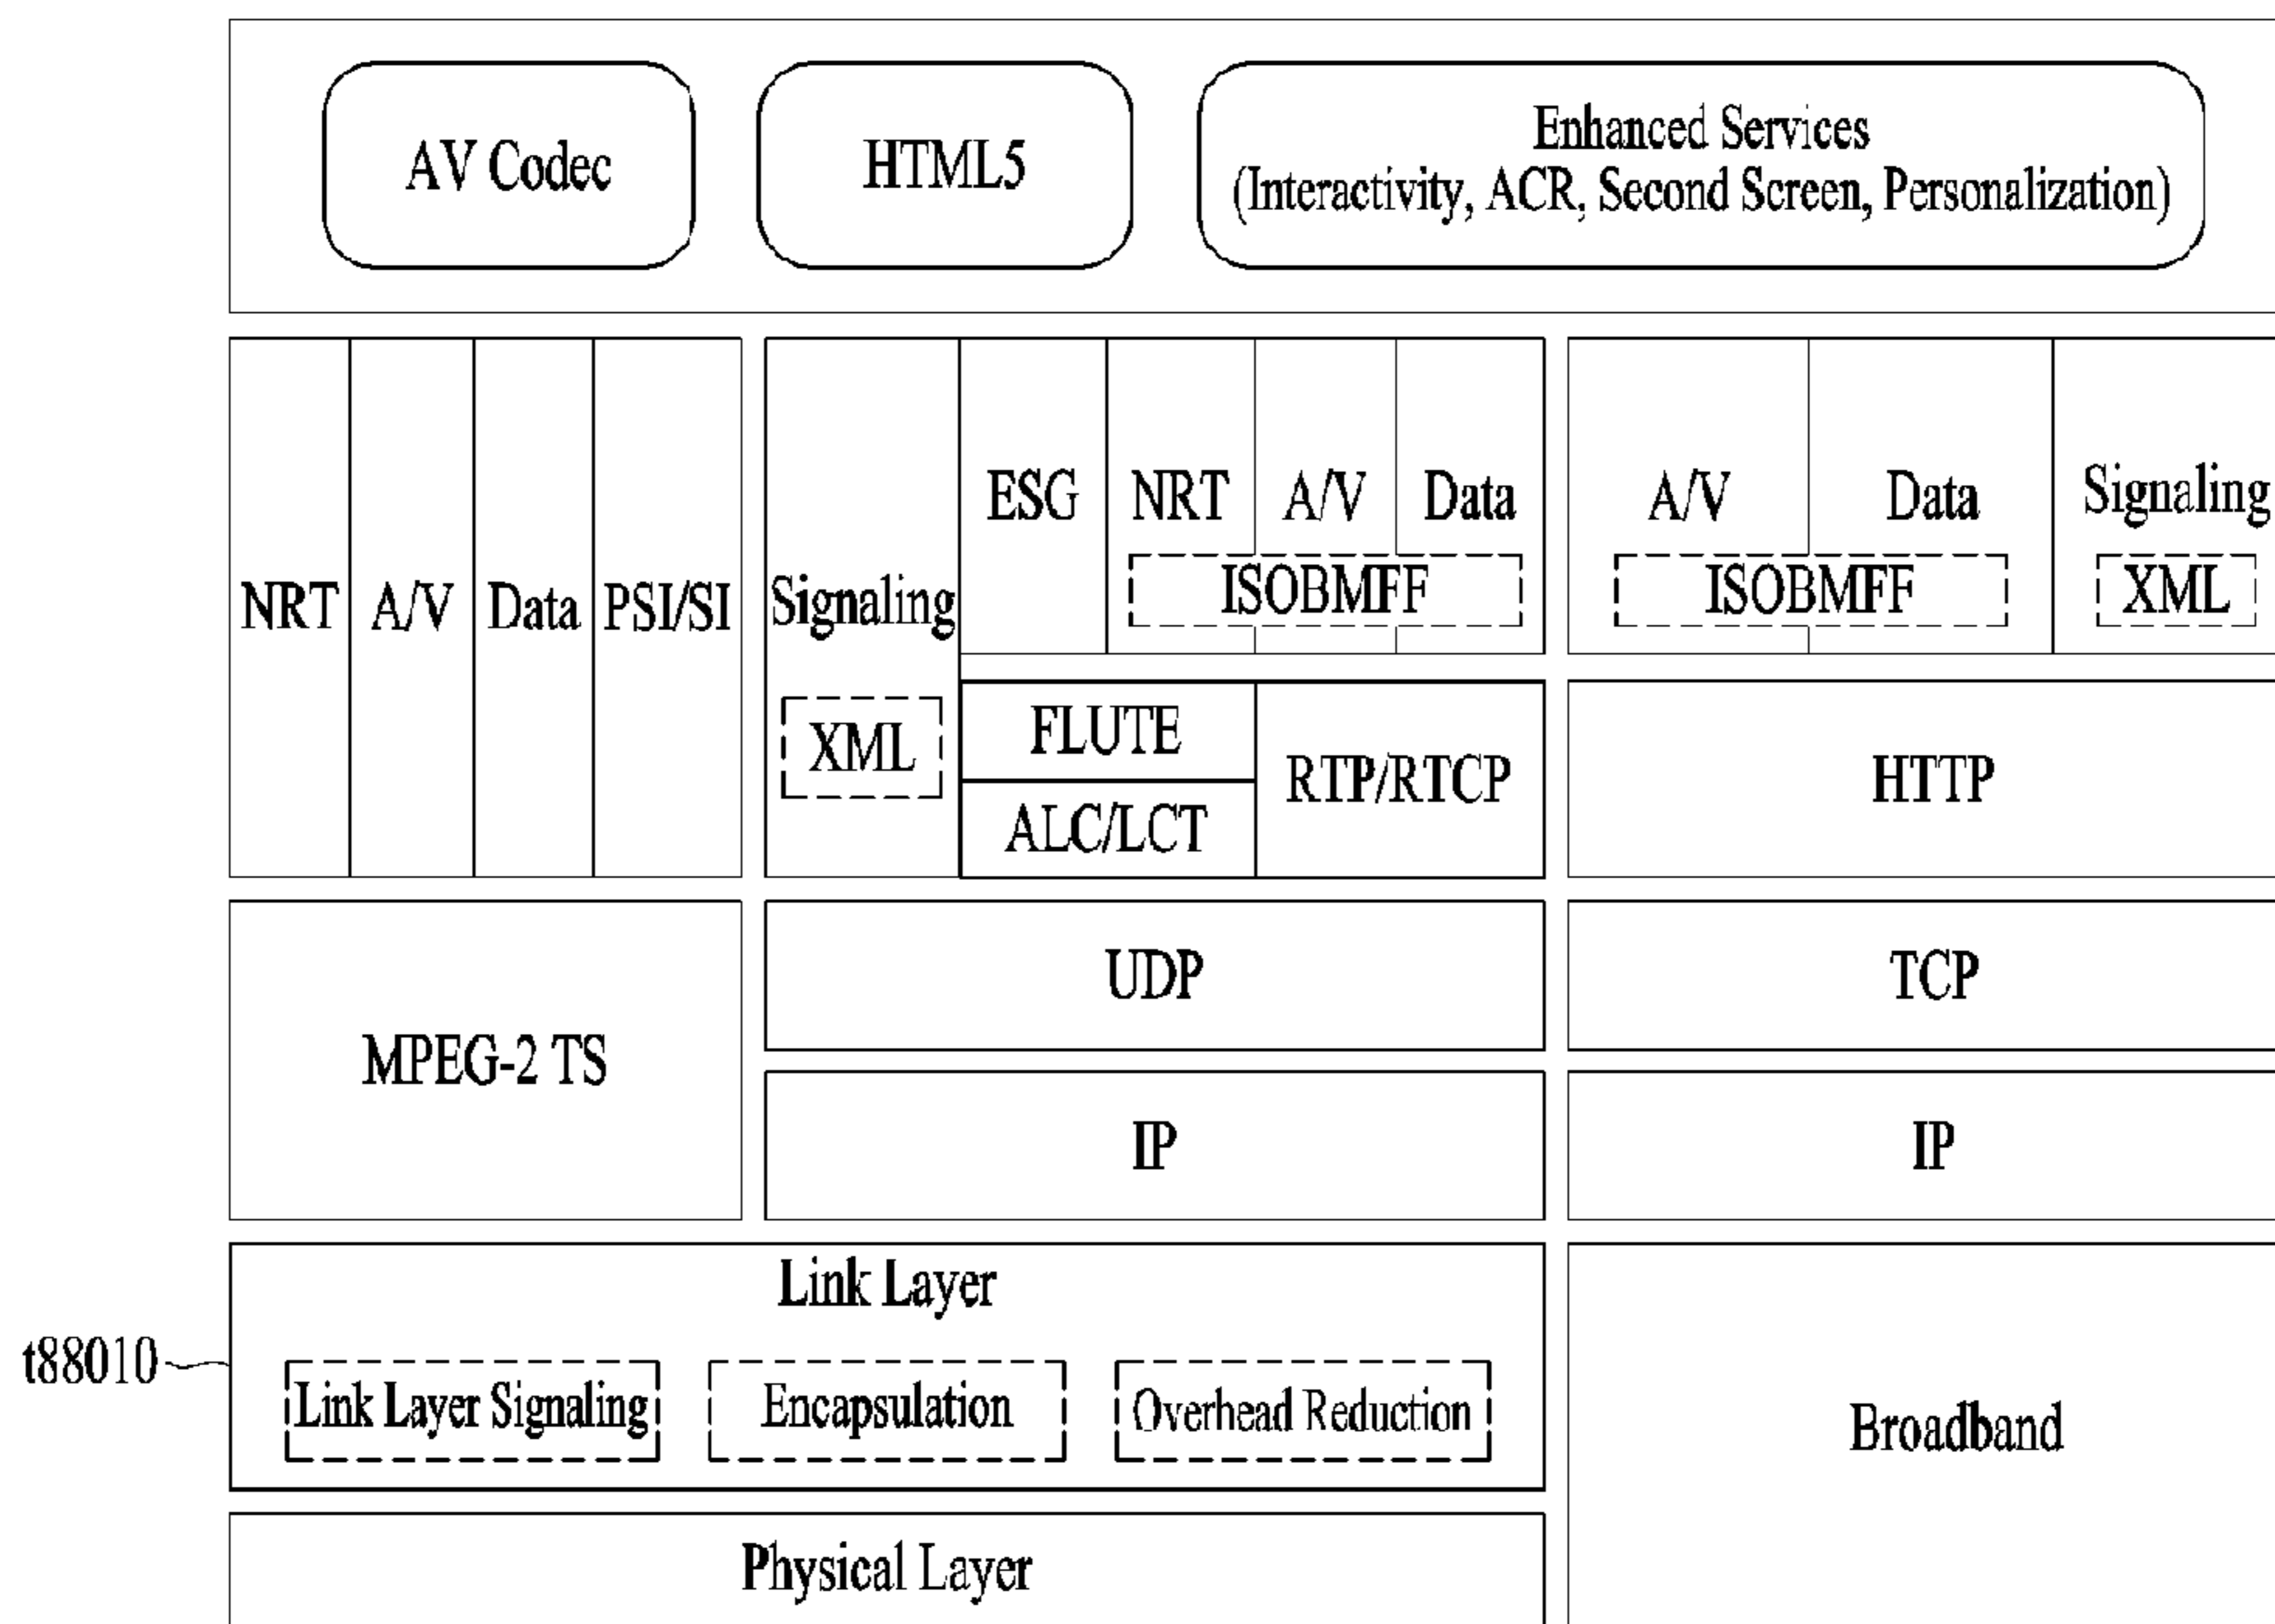 AV Codec
HTML5
Enhanced Services
(Interactivity, ACR, Second Screen, Personalization)
NRT
A/V
Data
PSI/SI
Signaling
XML
ESG
NRT
A/V
Data
ISOBMFF
FLUTE
ALC/LCT
RTP/RTCP
A/V
Data
ISOBMFF
Signaling
XML
HTTP
MPEG-2 TS
UDP
IP
TCP
IP
Link Layer
t88010
Link Layer Signaling
Encapsulation
Overhead Reduction
Broadband
Physical Layer